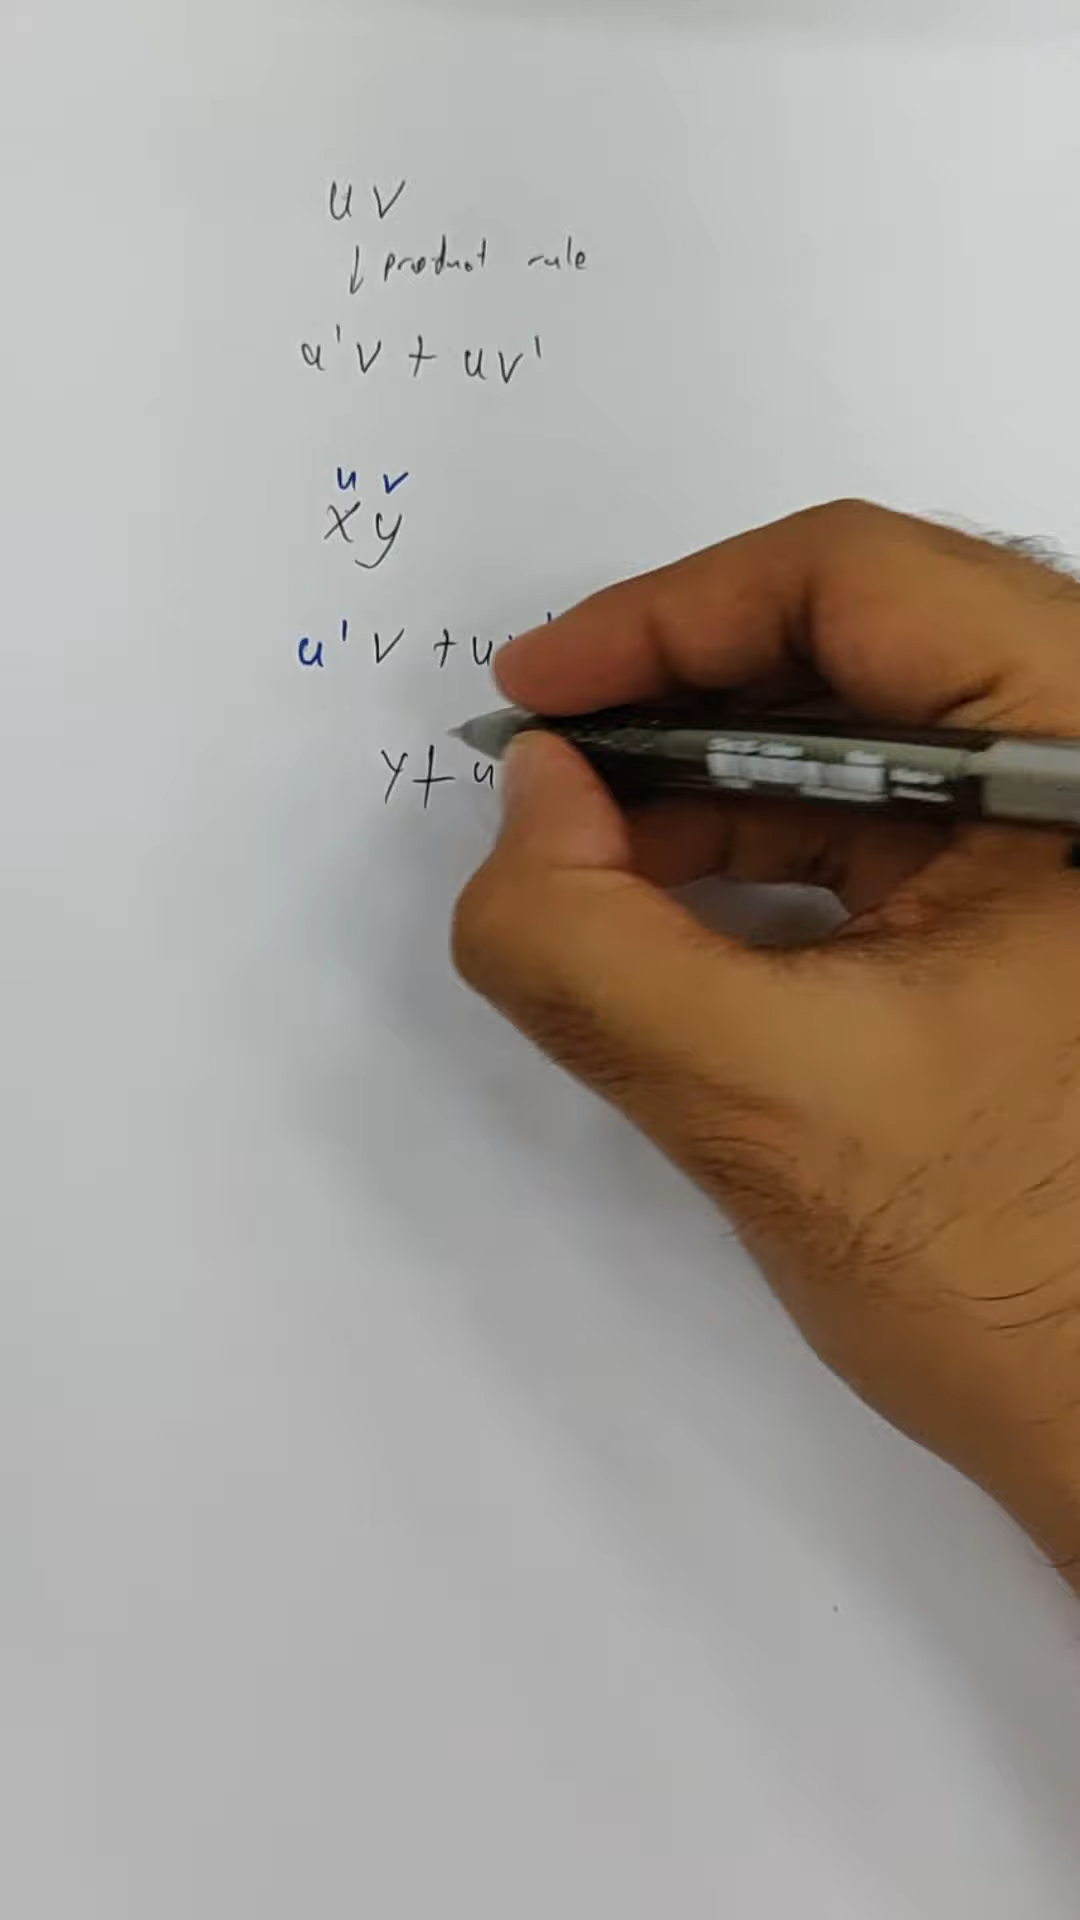 u v
↓ product rule
u'v + uv'
u v
x y
u' v + u
y + u